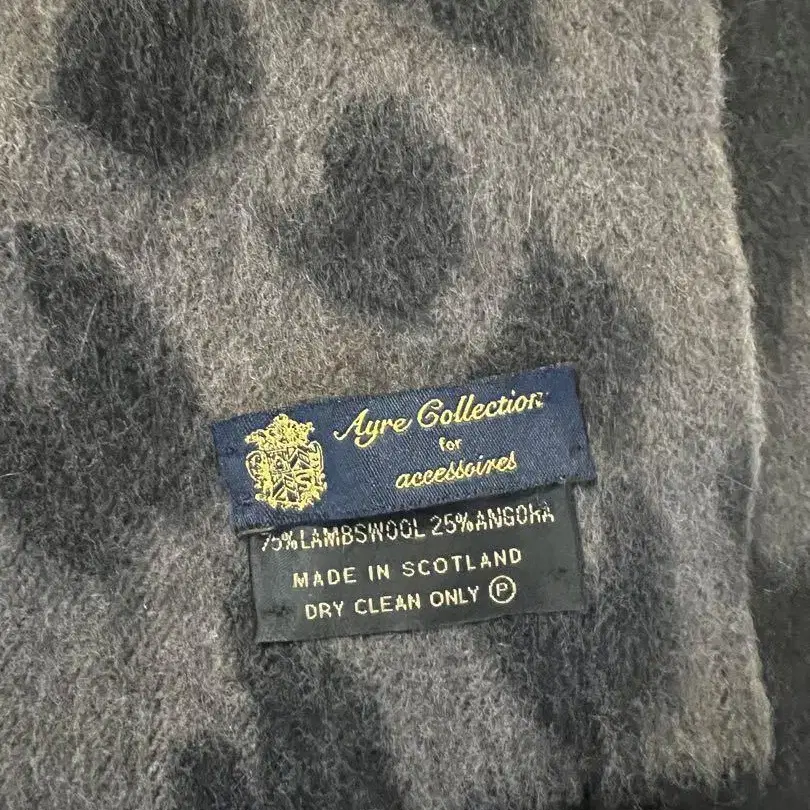 Ayre Collection
for
accessoires
75% LAMBSWOOL 25% ANGORA
MADE IN SCOTLAND
DRY CLEAN ONLY Ⓟ